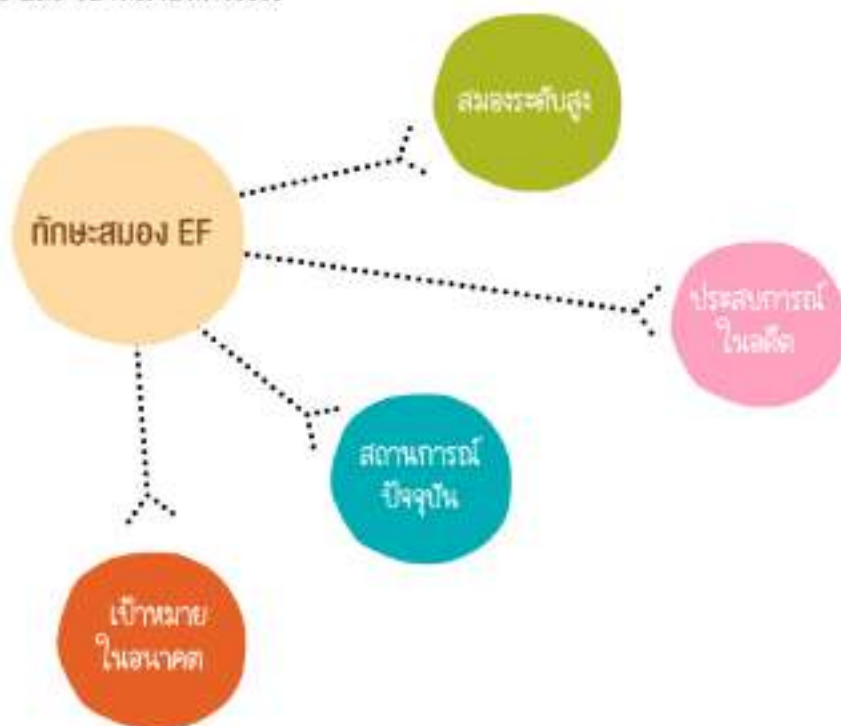 สมองระดับสูง
ทักษะสมอง EF
ประสบการณ์
ในอดีต
สถานการณ์
ปัจจุบัน
เป้าหมาย
ในอนาคต